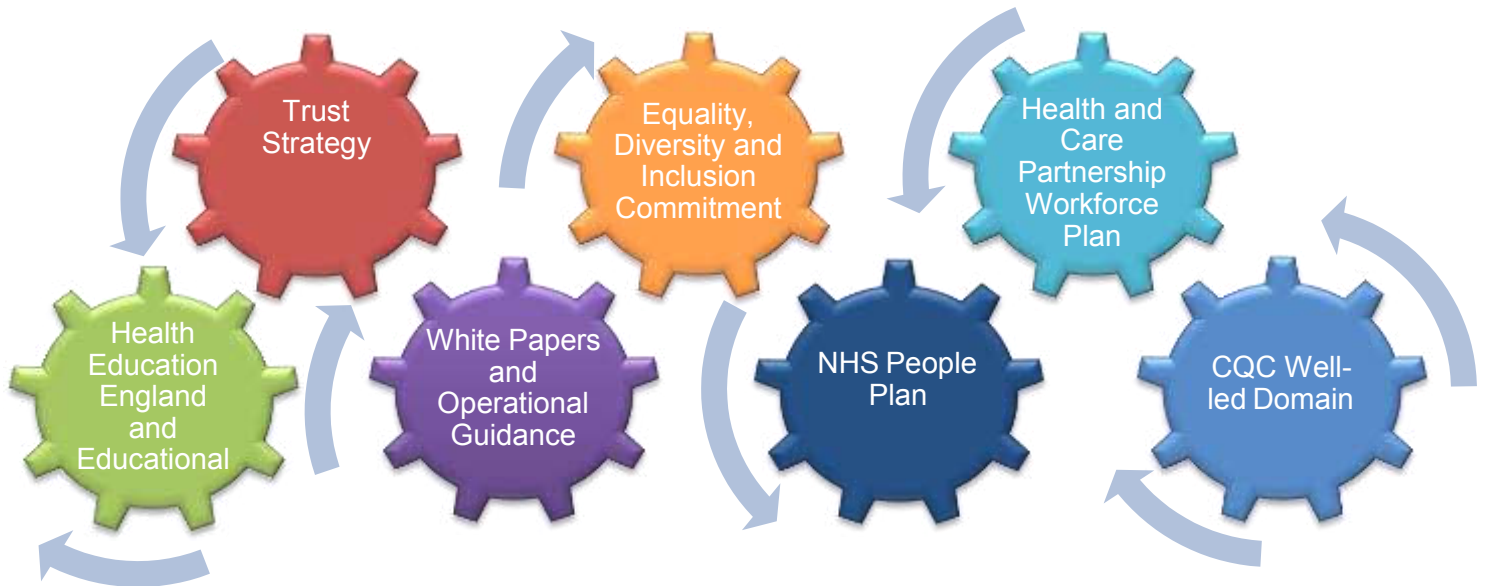 Trust
Strategy
Equality,
Diversity and
Inclusion
Commitment
Health and
Care
Partnership
Workforce
Plan
Health
Education
England
and
Educational
White Papers
and
Operational
Guidance
NHS People
Plan
CQC Well-
led Domain